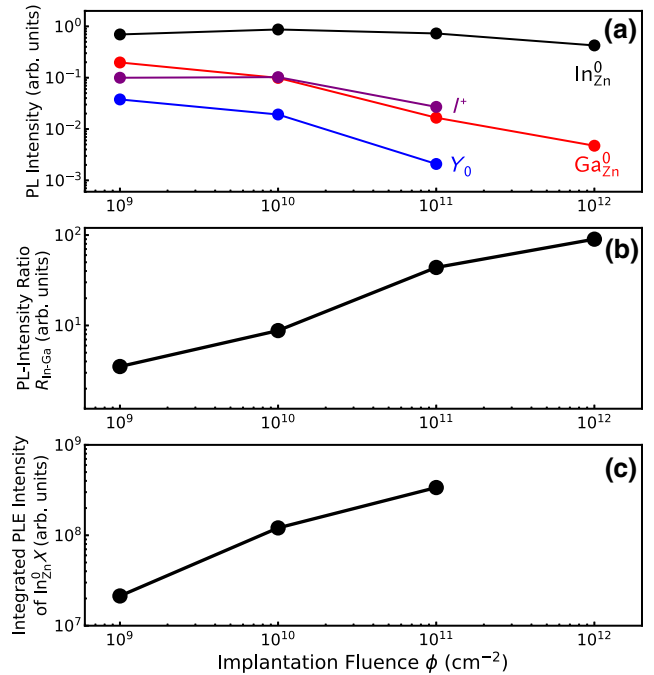 (a)
PL Intensity (arb. units)
10⁰
10⁻¹
10⁻²
10⁻³
In⁰Zn
I⁺
Y₀
Ga⁰Zn
10⁹
10¹⁰
10¹¹
10¹²
(b)
PL-Intensity Ratio
R_In-Ga (arb. units)
10²
10¹
10⁹
10¹⁰
10¹¹
10¹²
(c)
Integrated PLE Intensity
of In⁰Zn X (arb. units)
10⁹
10⁸
10⁷
10⁹
10¹⁰
10¹¹
10¹²
Implantation Fluence ϕ (cm⁻²)